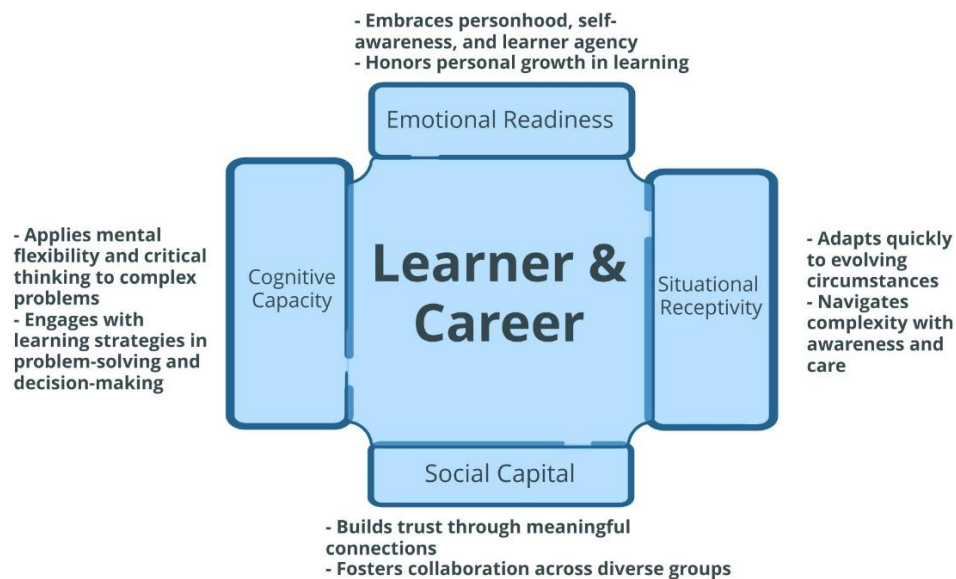 - Embraces personhood, self-
awareness, and learner agency
- Honors personal growth in learning
Emotional Readiness
- Applies mental
flexibility and critical
thinking to complex
problems
- Engages with
learning strategies in
problem-solving and
decision-making
Cognitive
Capacity
Learner &
Career
Situational
Receptivity
- Adapts quickly
to evolving
circumstances
- Navigates
complexity with
awareness and
care
Social Capital
- Builds trust through meaningful
connections
- Fosters collaboration across diverse groups